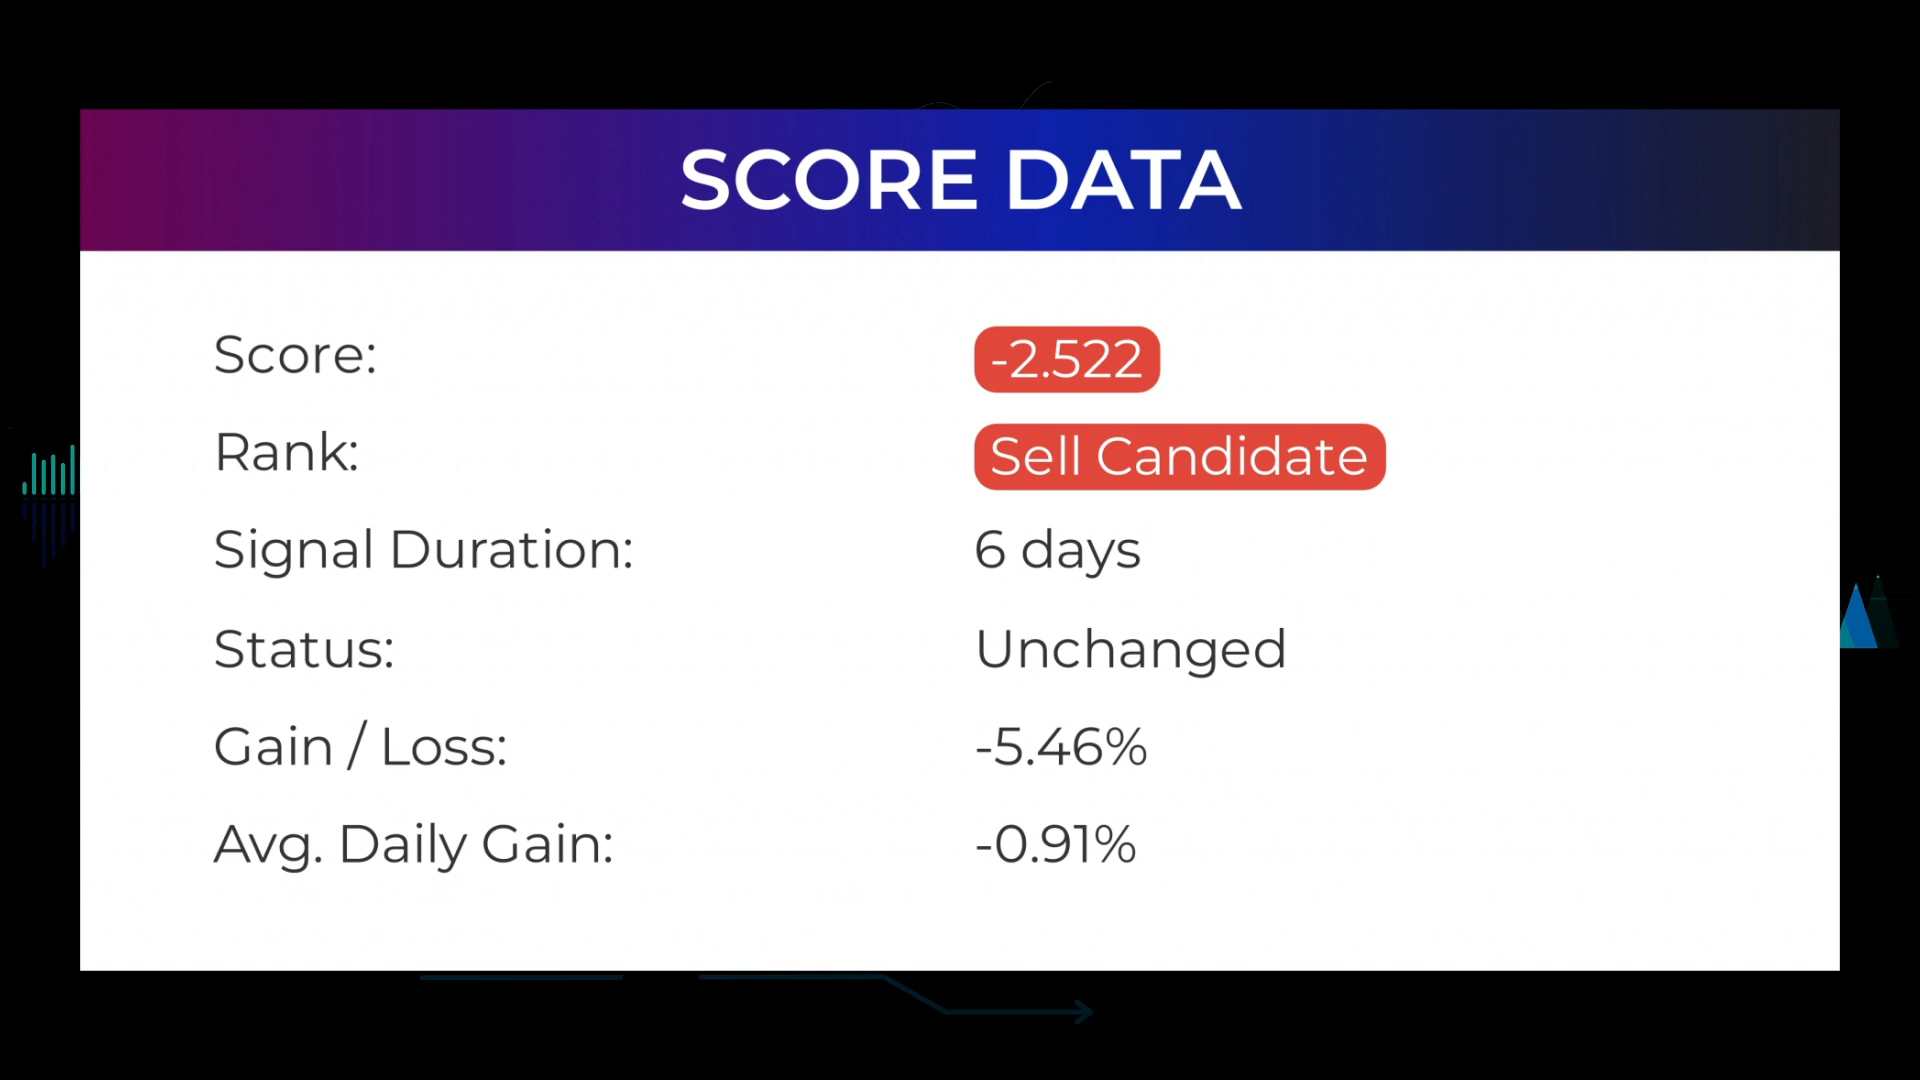 SCORE DATA
Score: -2.522
Rank: Sell Candidate
Signal Duration: 6 days
Status: Unchanged
Gain / Loss: -5.46%
Avg. Daily Gain: -0.91%